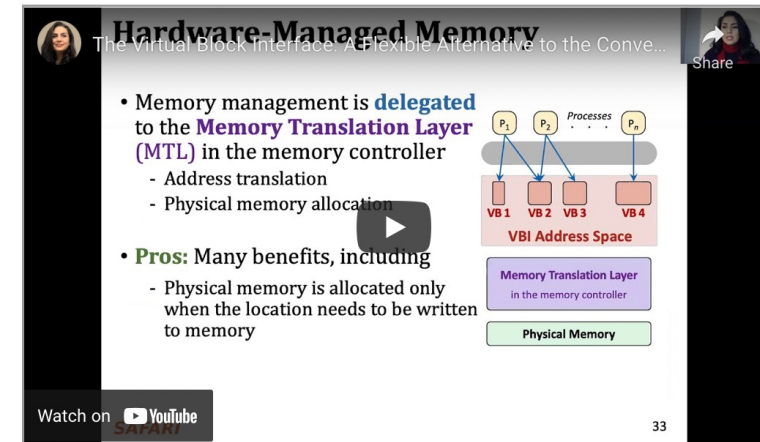 Hardware-Managed Memory
The Virtual Block Interface: A Flexible Alternative to the Conve...
Share
• Memory management is delegated
to the Memory Translation Layer
(MTL) in the memory controller
- Address translation
- Physical memory allocation
• Pros: Many benefits, including
- Physical memory is allocated only
when the location needs to be written
to memory
Processes
P1 P2 . . . Pn
VB 1 VB 2 VB 3 VB 4
VBI Address Space
Memory Translation Layer
in the memory controller
Physical Memory
Watch on YouTube
SAFARI
33